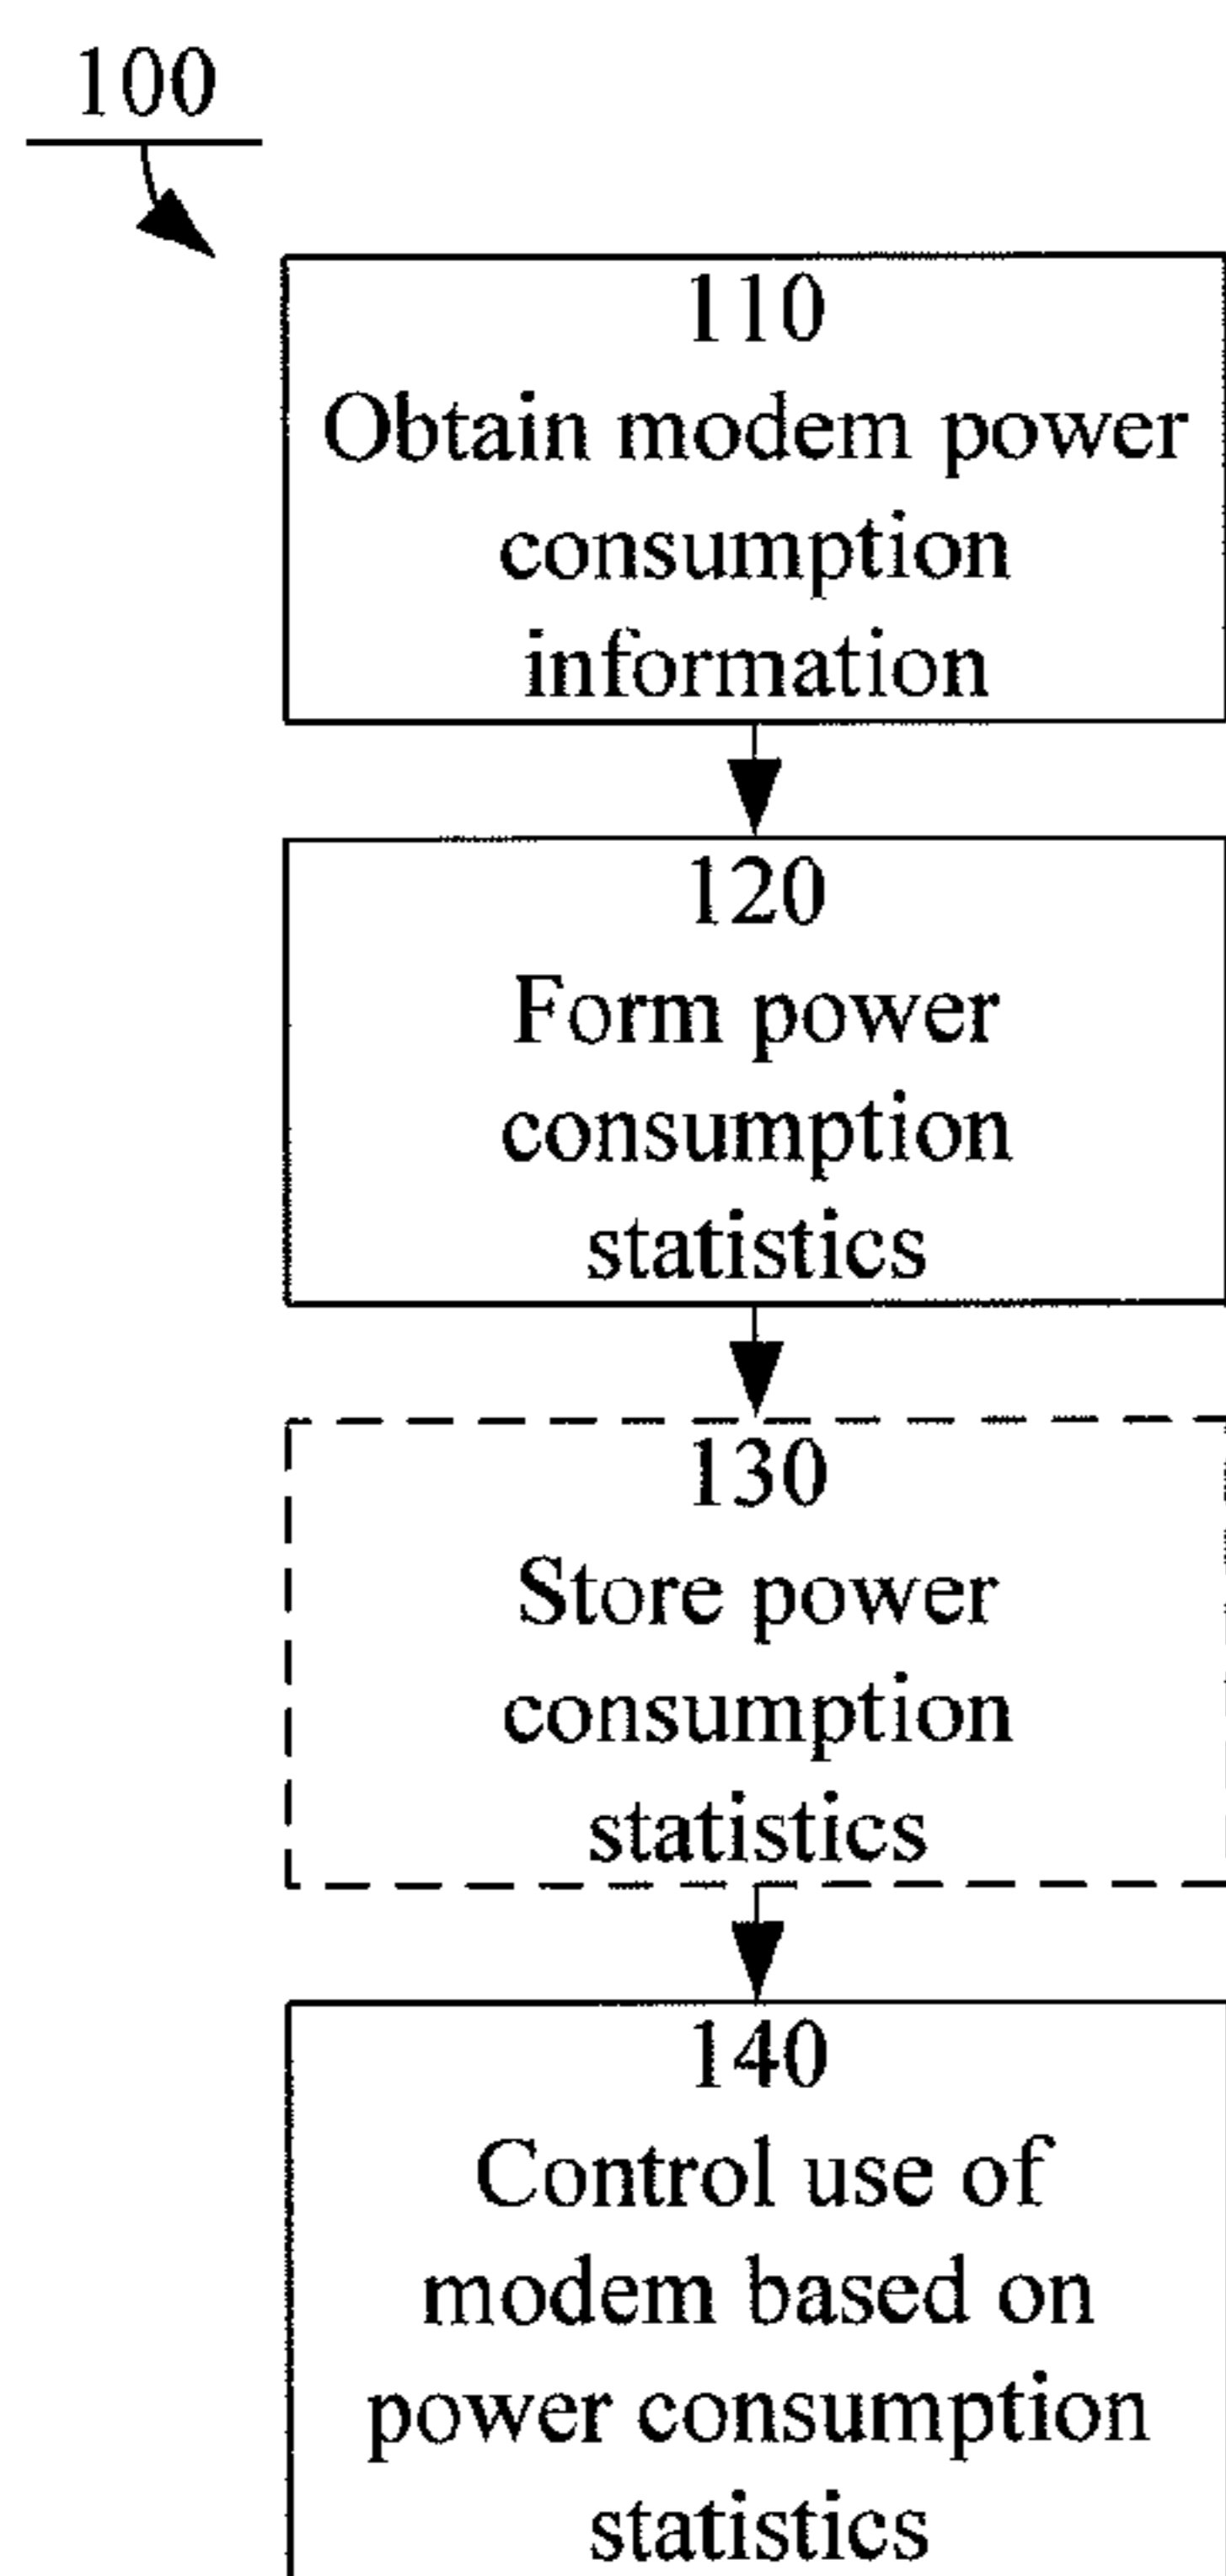 100
110
Obtain modem power
consumption
information
120
Form power
consumption
statistics
130
Store power
consumption
statistics
140
Control use of
modem based on
power consumption
statistics